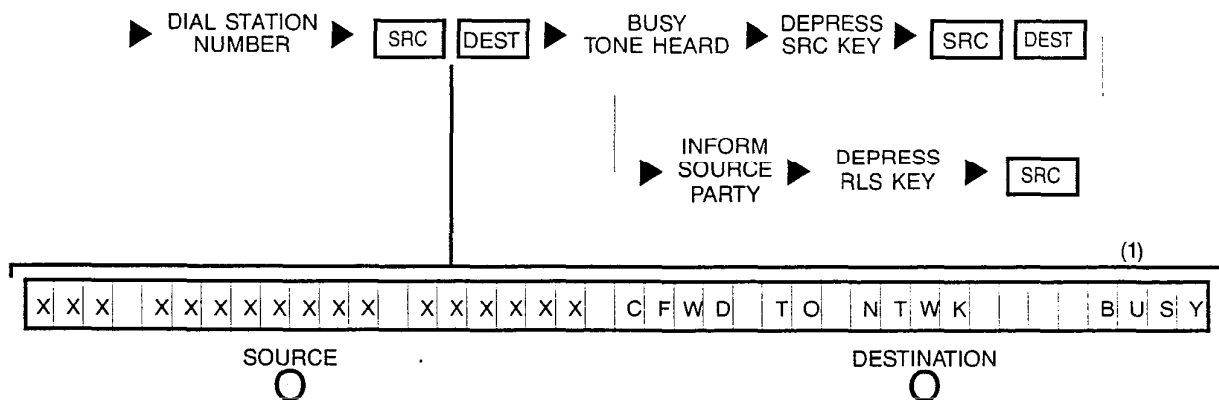 DIAL STATION NUMBER SRC DEST BUSY TONE HEARD DEPRESS SRC KEY SRC DEST
INFORM SOURCE PARTY DEPRESS RLS KEY SRC
(1)
XXX XXXXXXXX XXXXXX CFWD TO NTWK BUSY
SOURCE DESTINATION